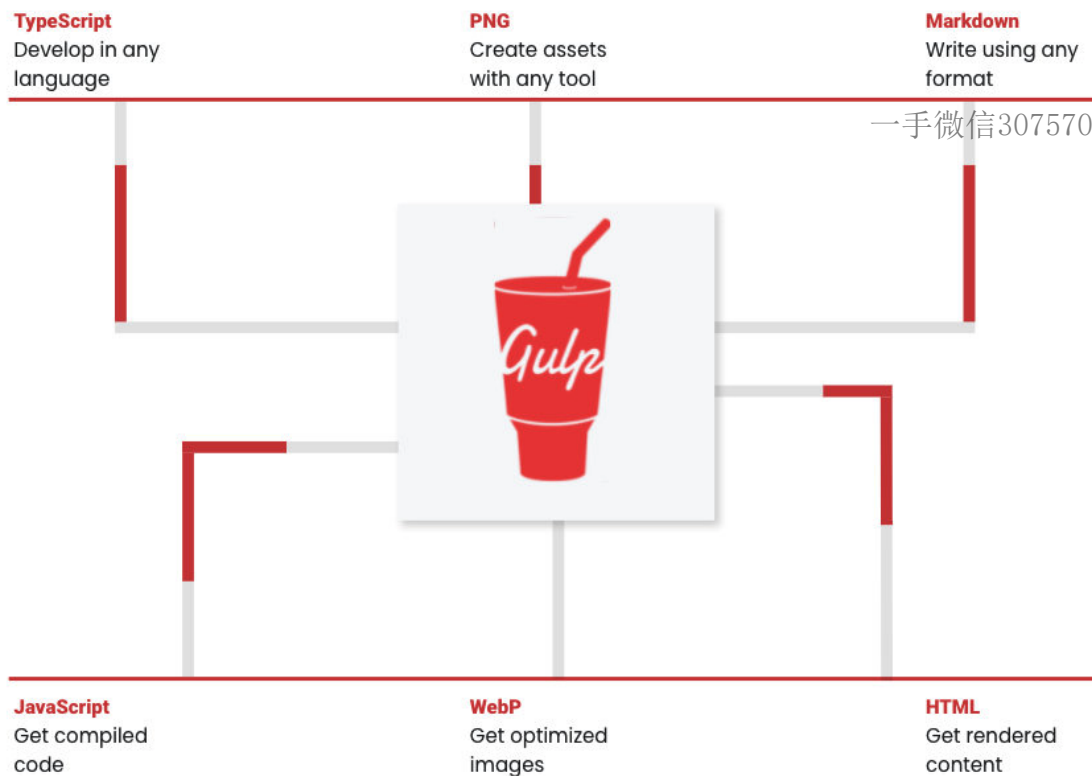 TypeScript
Develop in any
language
PNG
Create assets
with any tool
Markdown
Write using any
format
一手微信307570
Gulp
JavaScript
Get compiled
code
WebP
Get optimized
images
HTML
Get rendered
content